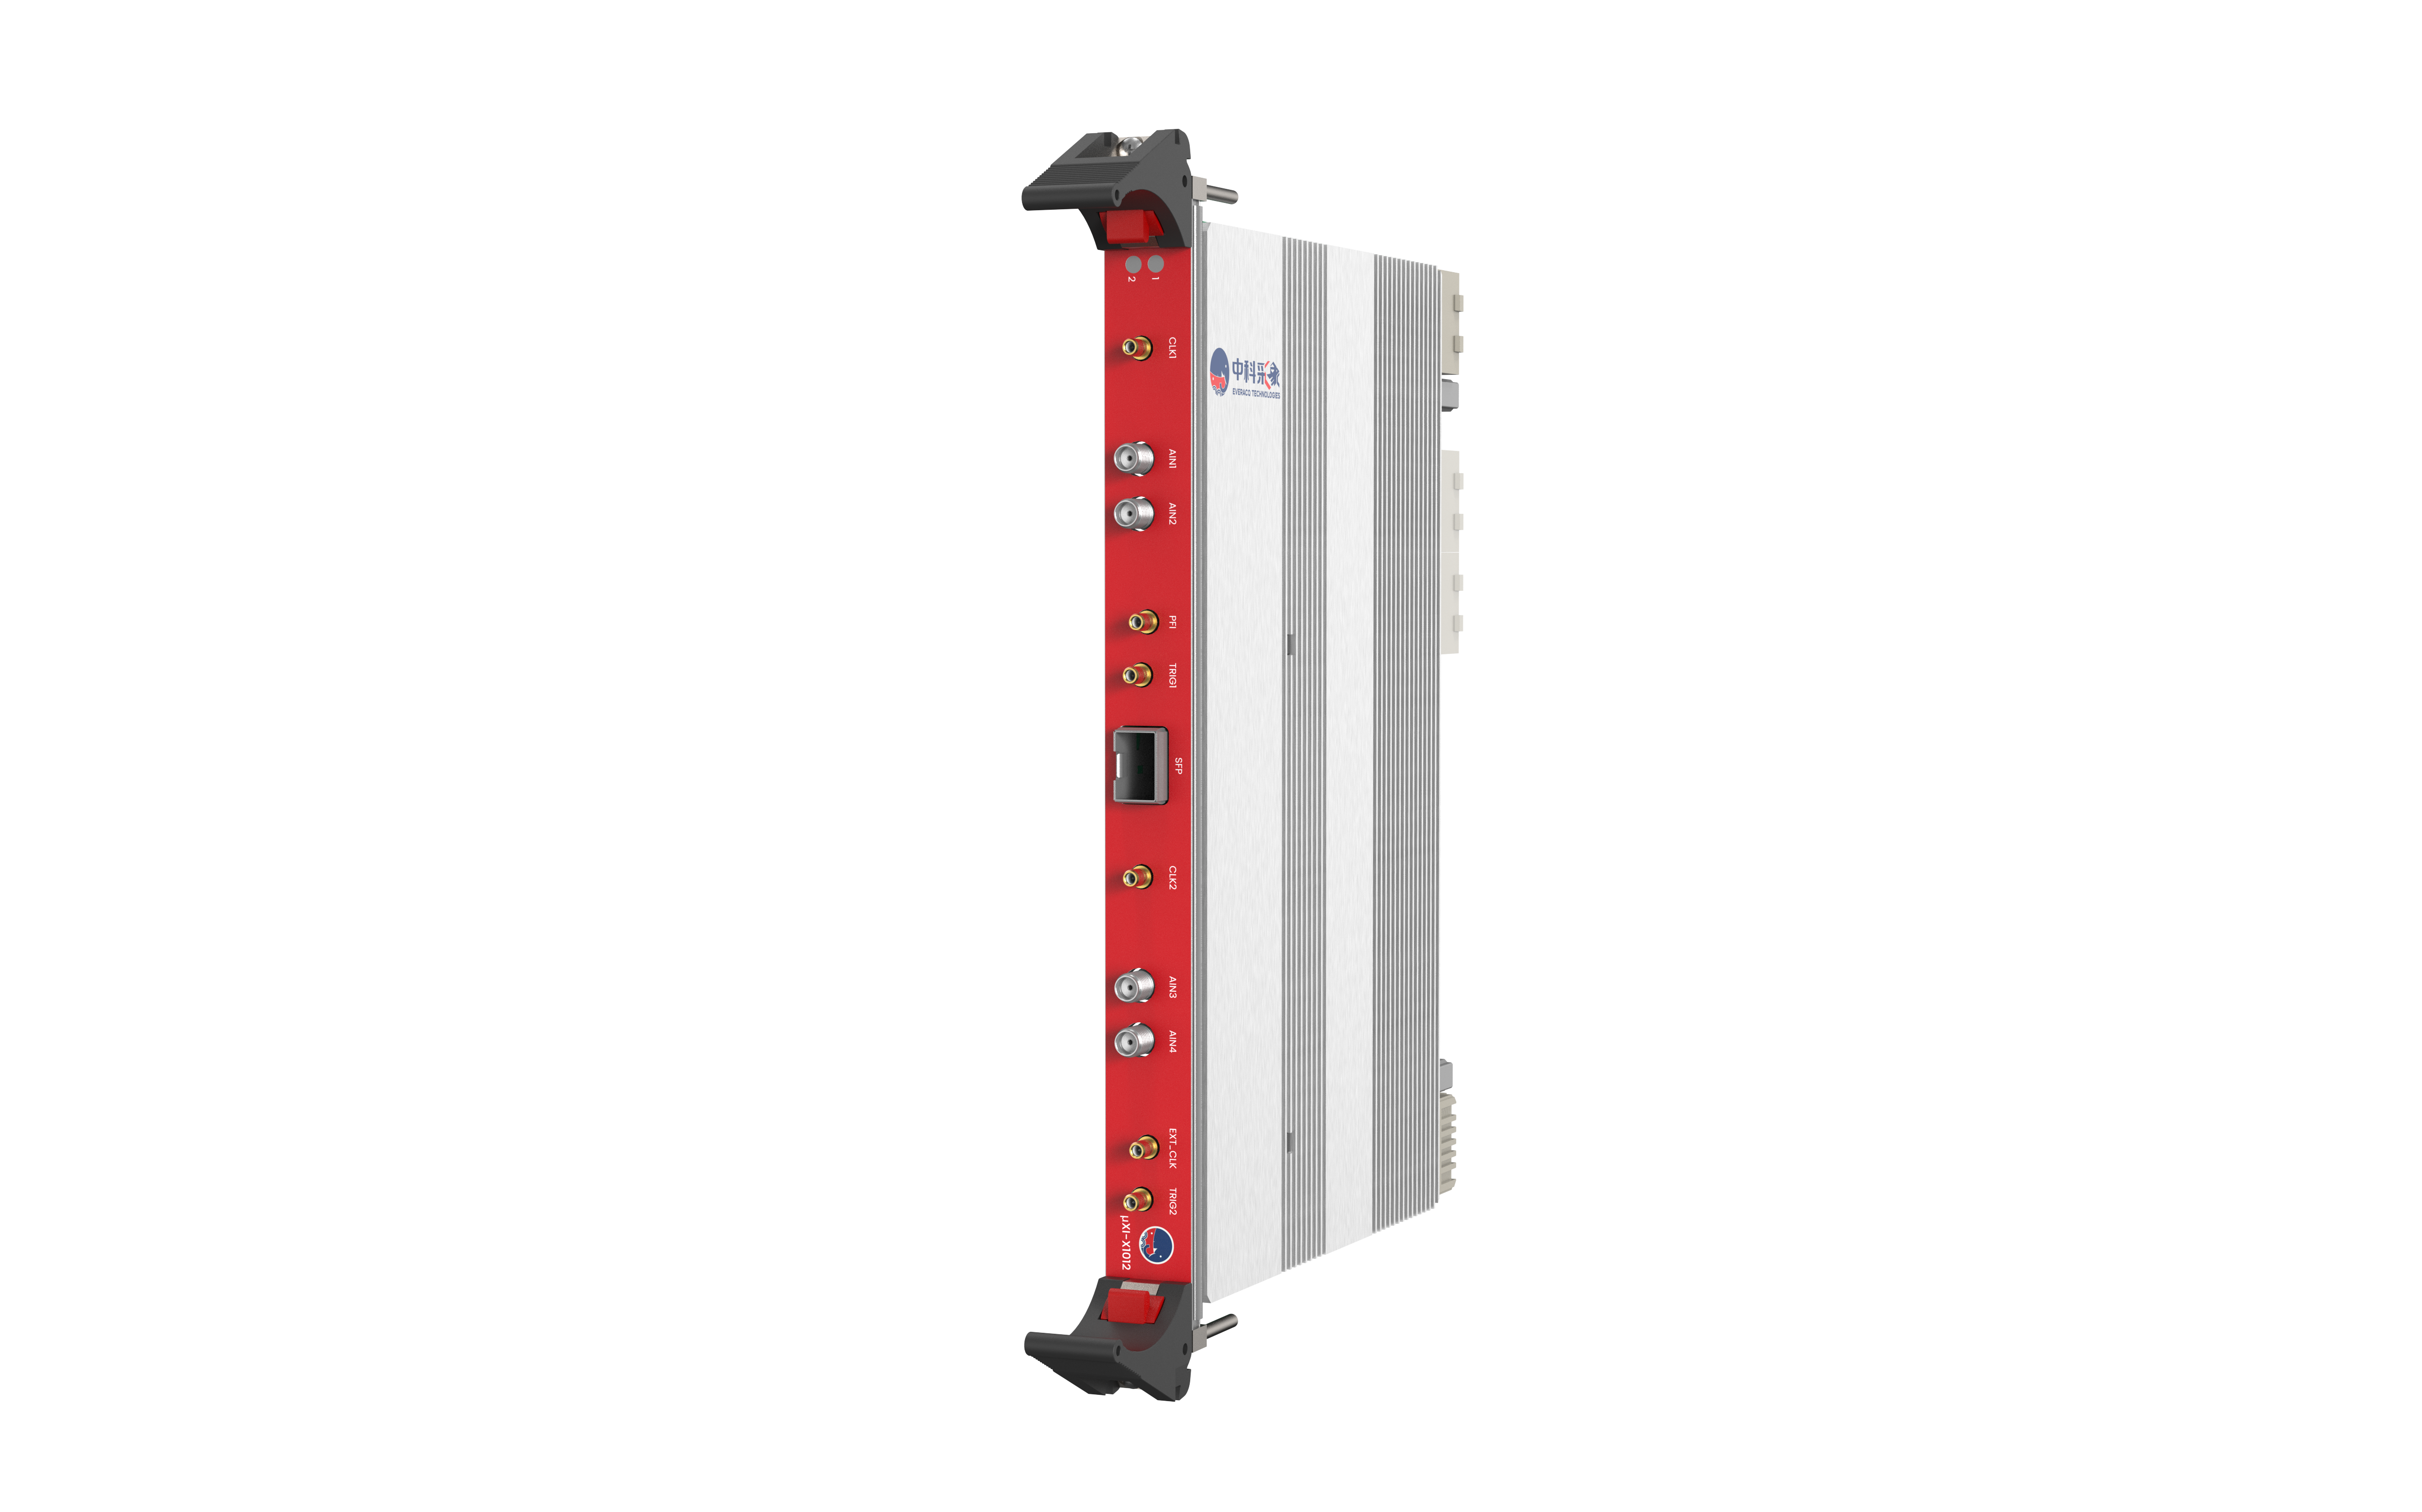 2
1
CLK1
中科采象
EVERACQ TECHNOLOGIES
AIN1
AIN2
PFI
TRIG1
SFP
CLK2
AIN3
AIN4
EXT_CLK
TRIG2
μXI-X1012